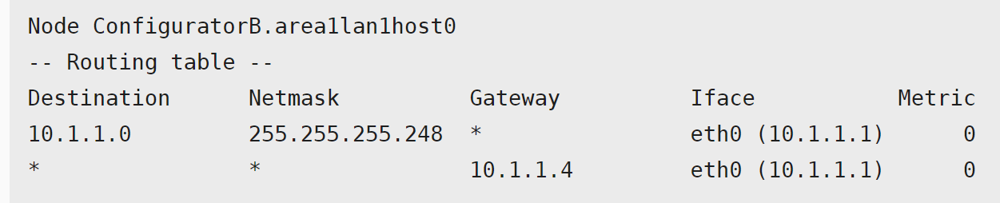 Node ConfiguratorB.area1lan1host0
-- Routing table --
Destination      Netmask          Gateway          Iface           Metric
10.1.1.0         255.255.255.248  *                eth0 (10.1.1.1)      0
*                *                10.1.1.4         eth0 (10.1.1.1)      0